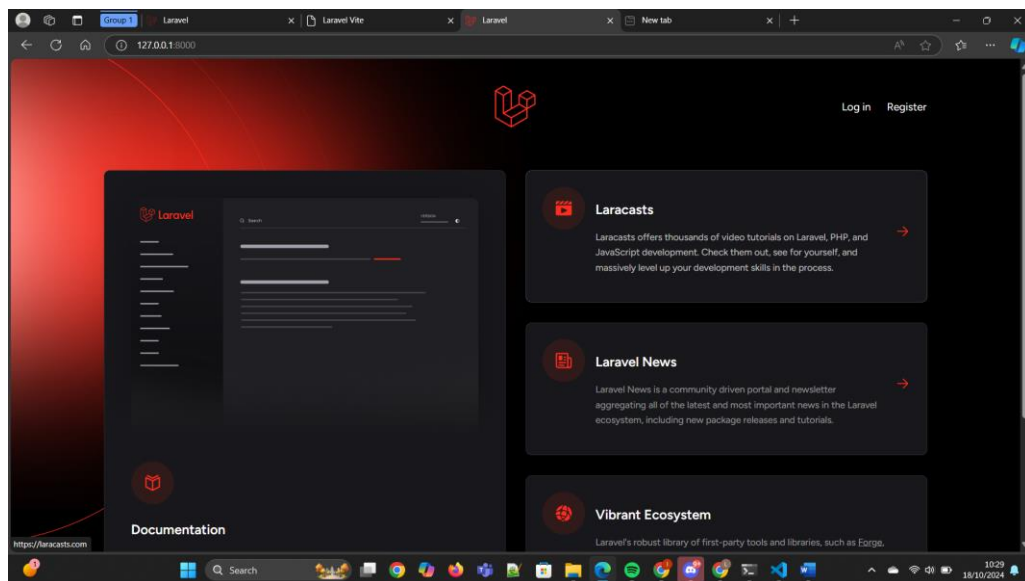 Group 1
Laravel
Laravel Vite
Laravel
New tab
127.0.0.1:8000
Log in Register
Laravel
Search
Laracasts
Laracasts offers thousands of video tutorials on Laravel, PHP, and
JavaScript development. Check them out, see for yourself, and
massively level up your development skills in the process.
Laravel News
Laravel News is a community driven portal and newsletter
aggregating all of the latest and most important news in the Laravel
ecosystem, including new package releases and tutorials.
Documentation
Vibrant Ecosystem
Laravel's robust library of first-party tools and libraries, such as Forge,
https://laracasts.com
Search
10:29
18/10/2024